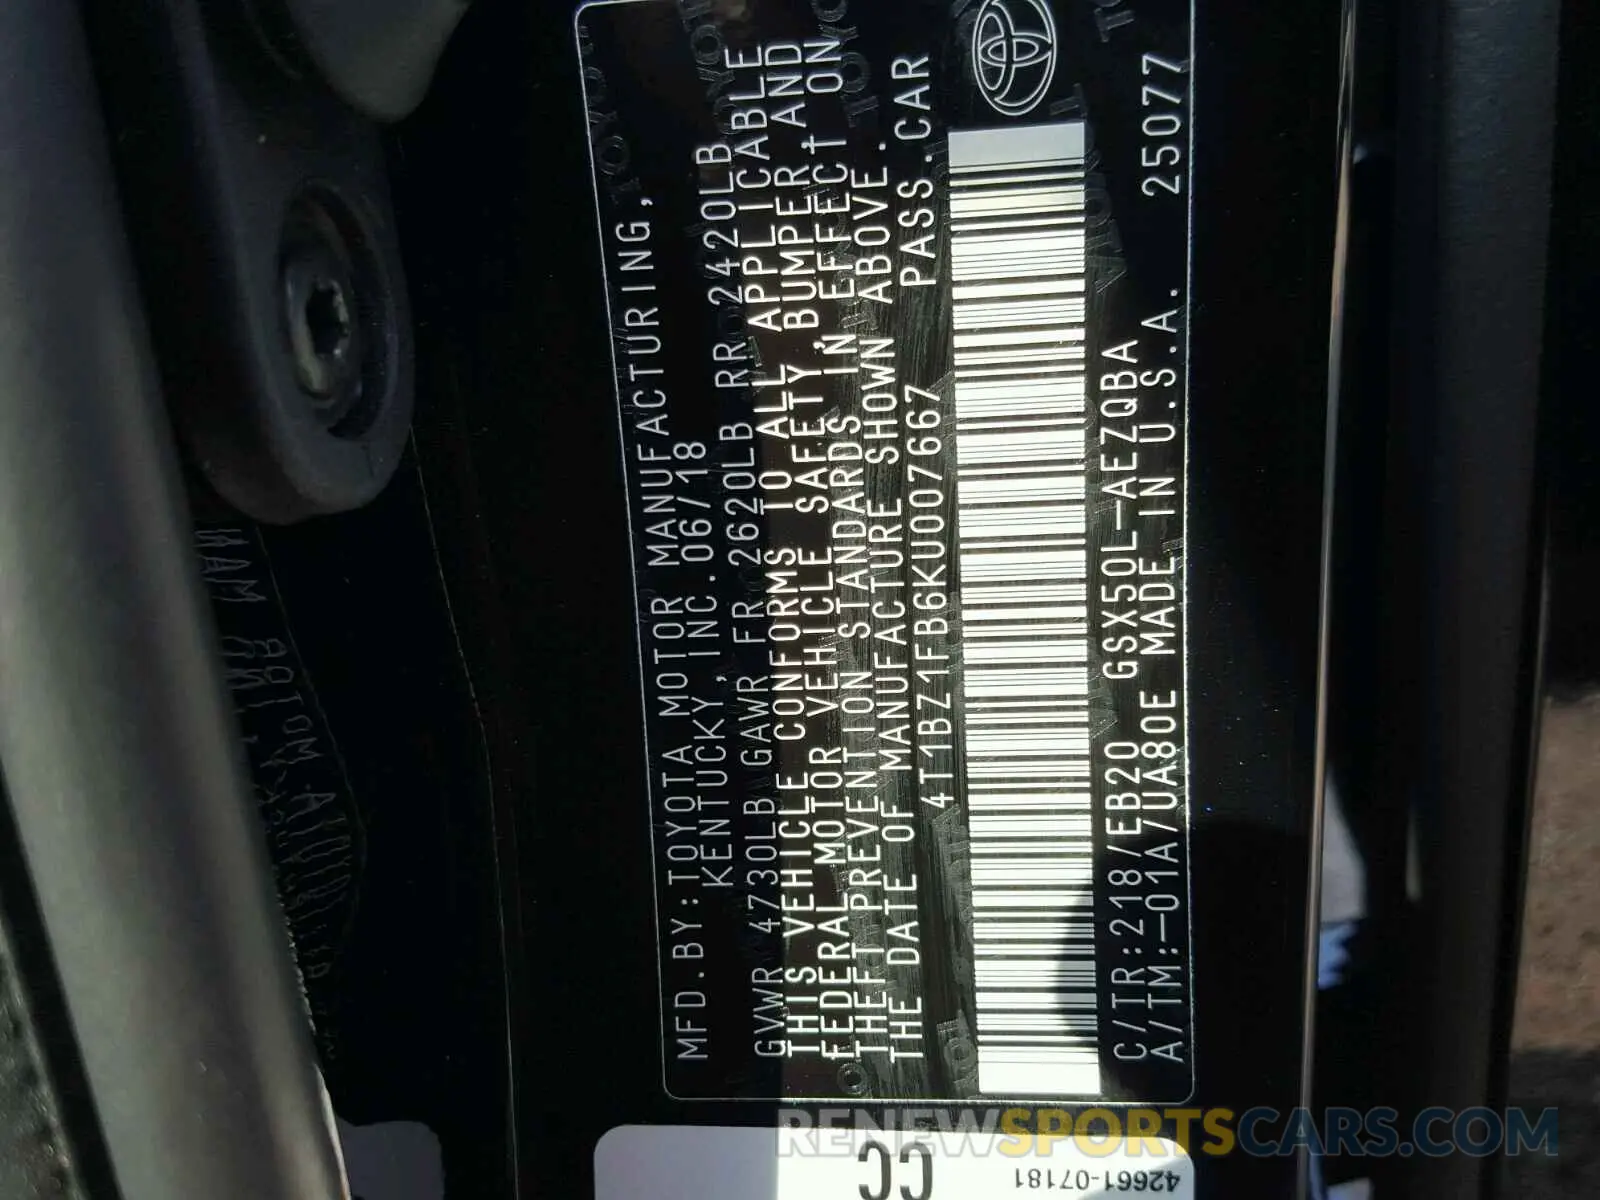 MFD.BY:TOYOTA MOTOR MANUFACTURING,
KENTUCKY, INC. 06/18
GVWR 4730LB GAWR FR 2620LB RR 2420LB
THIS VEHICLE CONFORMS TO ALL APPLICABLE
FEDERAL MOTOR VEHICLE SAFETY, BUMPER, AND
THEFT PREVENTION STANDARDS IN EFFECT ON
THE DATE OF MANUFACTURE SHOWN ABOVE.
4T1BZ1FB6KU007667 PASS.CAR
C/TR:218/EB20 GSX50L-AEZQBA 25077
A/TM:-01A/UA80E MADE IN U.S.A.
CC
42661-07181
RENEWSPORTSCARS.COM